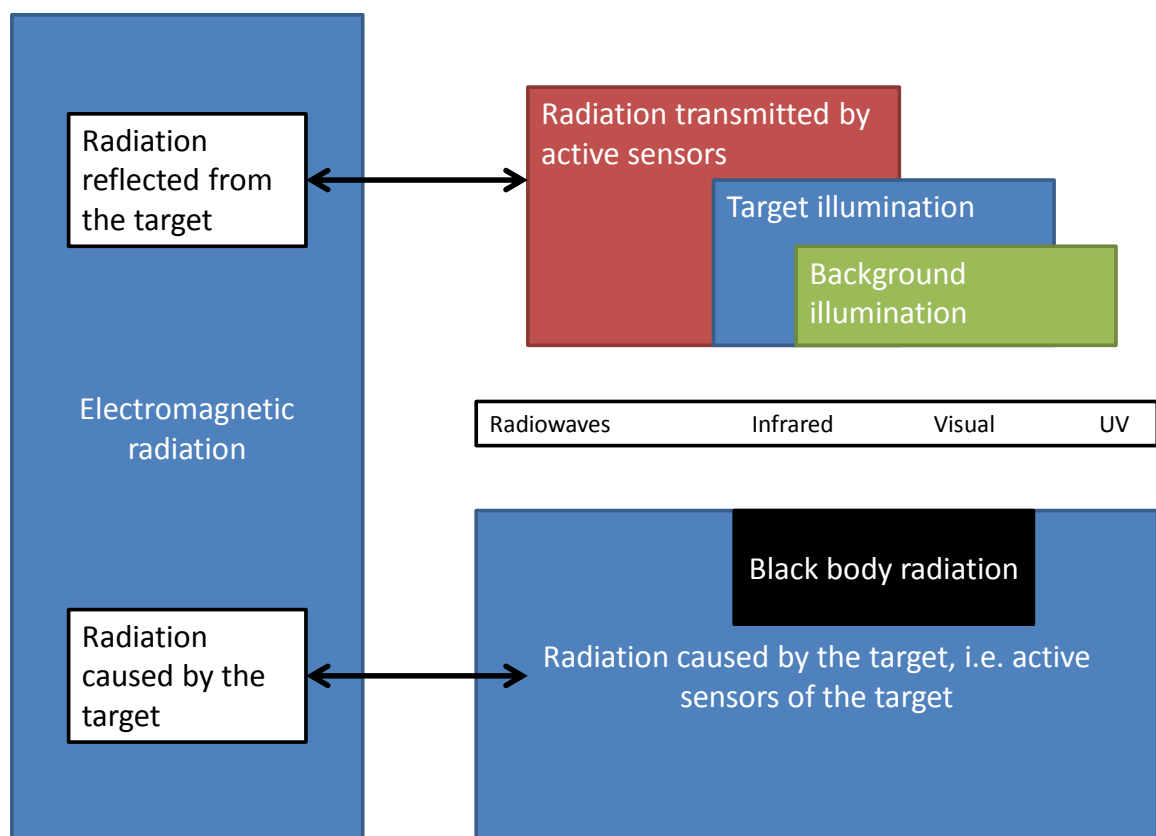 Radiation
reflected from
the target
Radiation transmitted by
active sensors
Target illumination
Background
illumination
Electromagnetic
radiation
Radiowaves Infrared Visual UV
Black body radiation
Radiation
caused by the
target
Radiation caused by the target, i.e. active
sensors of the target